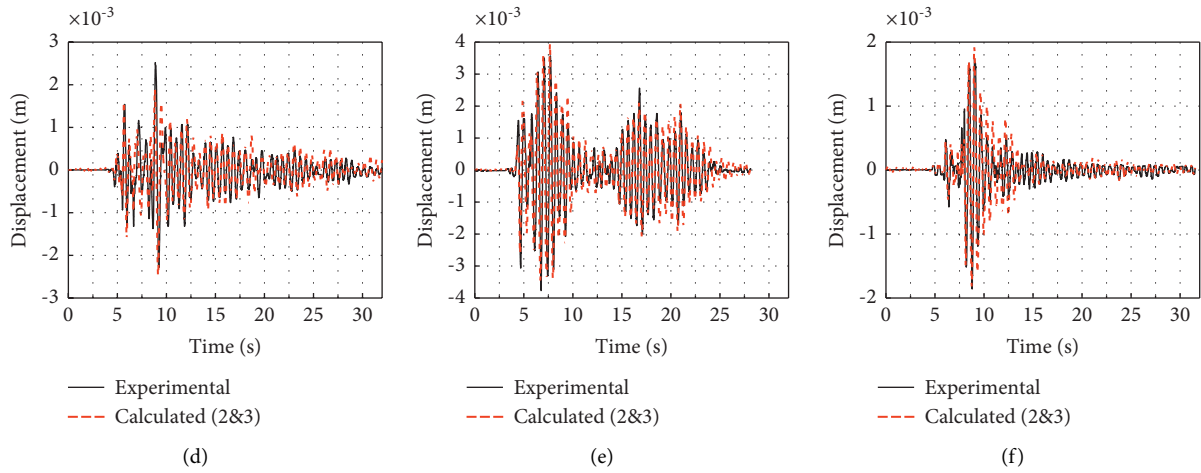 ×10⁻³
3
2
1
0
-1
-2
-3
Displacement (m)
0 5 10 15 20 25 30
Time (s)
Experimental
Calculated (2&3)
(d)
×10⁻³
4
3
2
1
0
-1
-2
-3
-4
Displacement (m)
0 5 10 15 20 25 30
Time (s)
Experimental
Calculated (2&3)
(e)
×10⁻³
2
1
0
-1
-2
Displacement (m)
0 5 10 15 20 25 30
Time (s)
Experimental
Calculated (2&3)
(f)